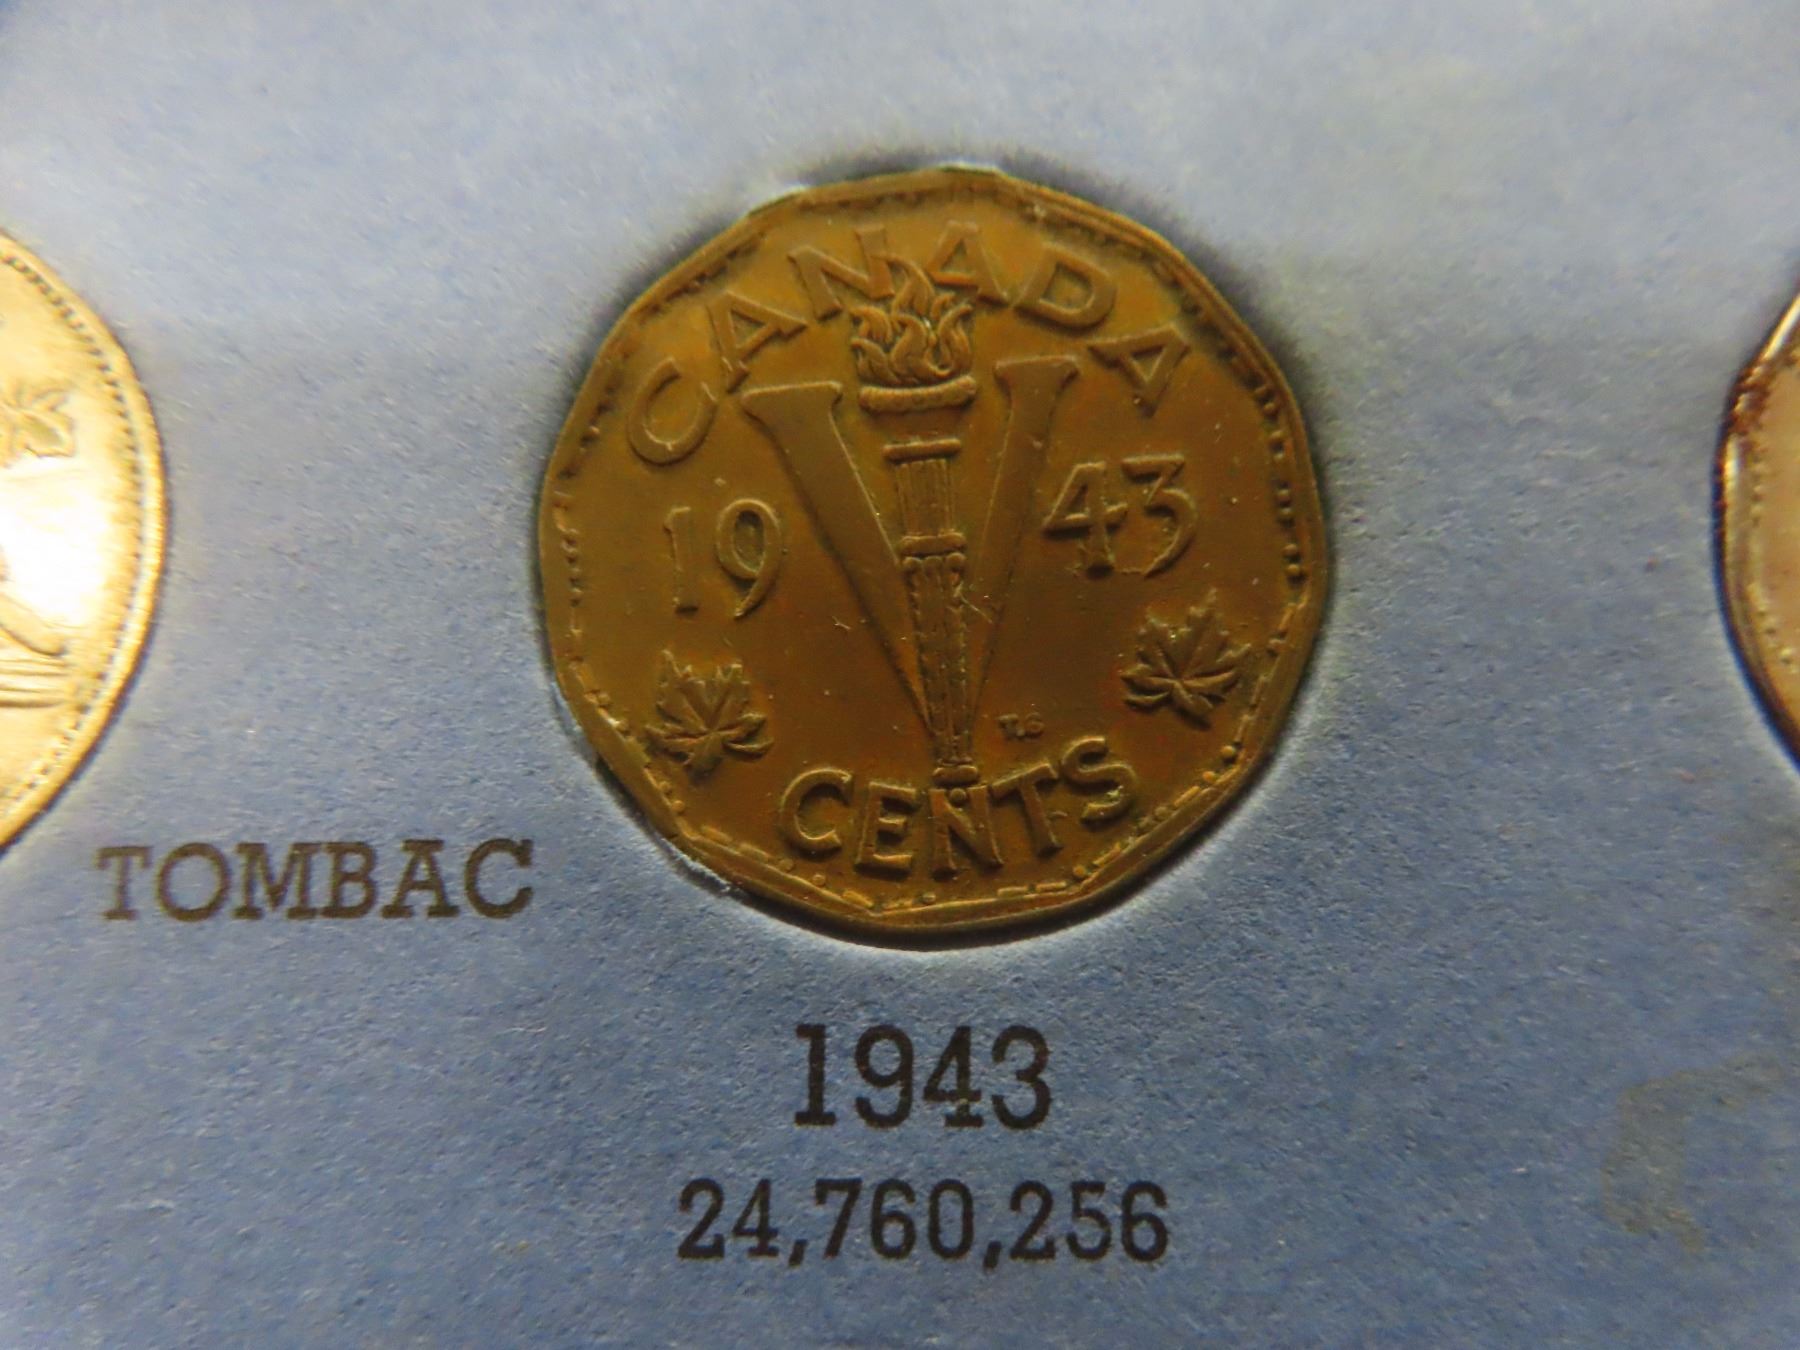 CANADA
19 43
T.S
CENTS
TOMBAC
1943
24,760,256